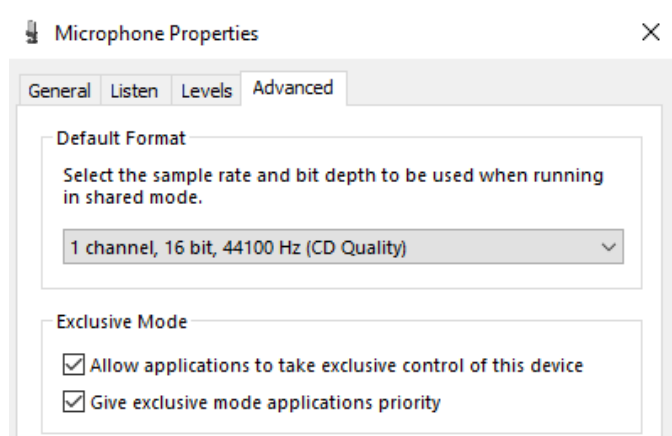 Microphone Properties
General Listen Levels Advanced
Default Format
Select the sample rate and bit depth to be used when running
in shared mode.
1 channel, 16 bit, 44100 Hz (CD Quality)
Exclusive Mode
Allow applications to take exclusive control of this device
Give exclusive mode applications priority